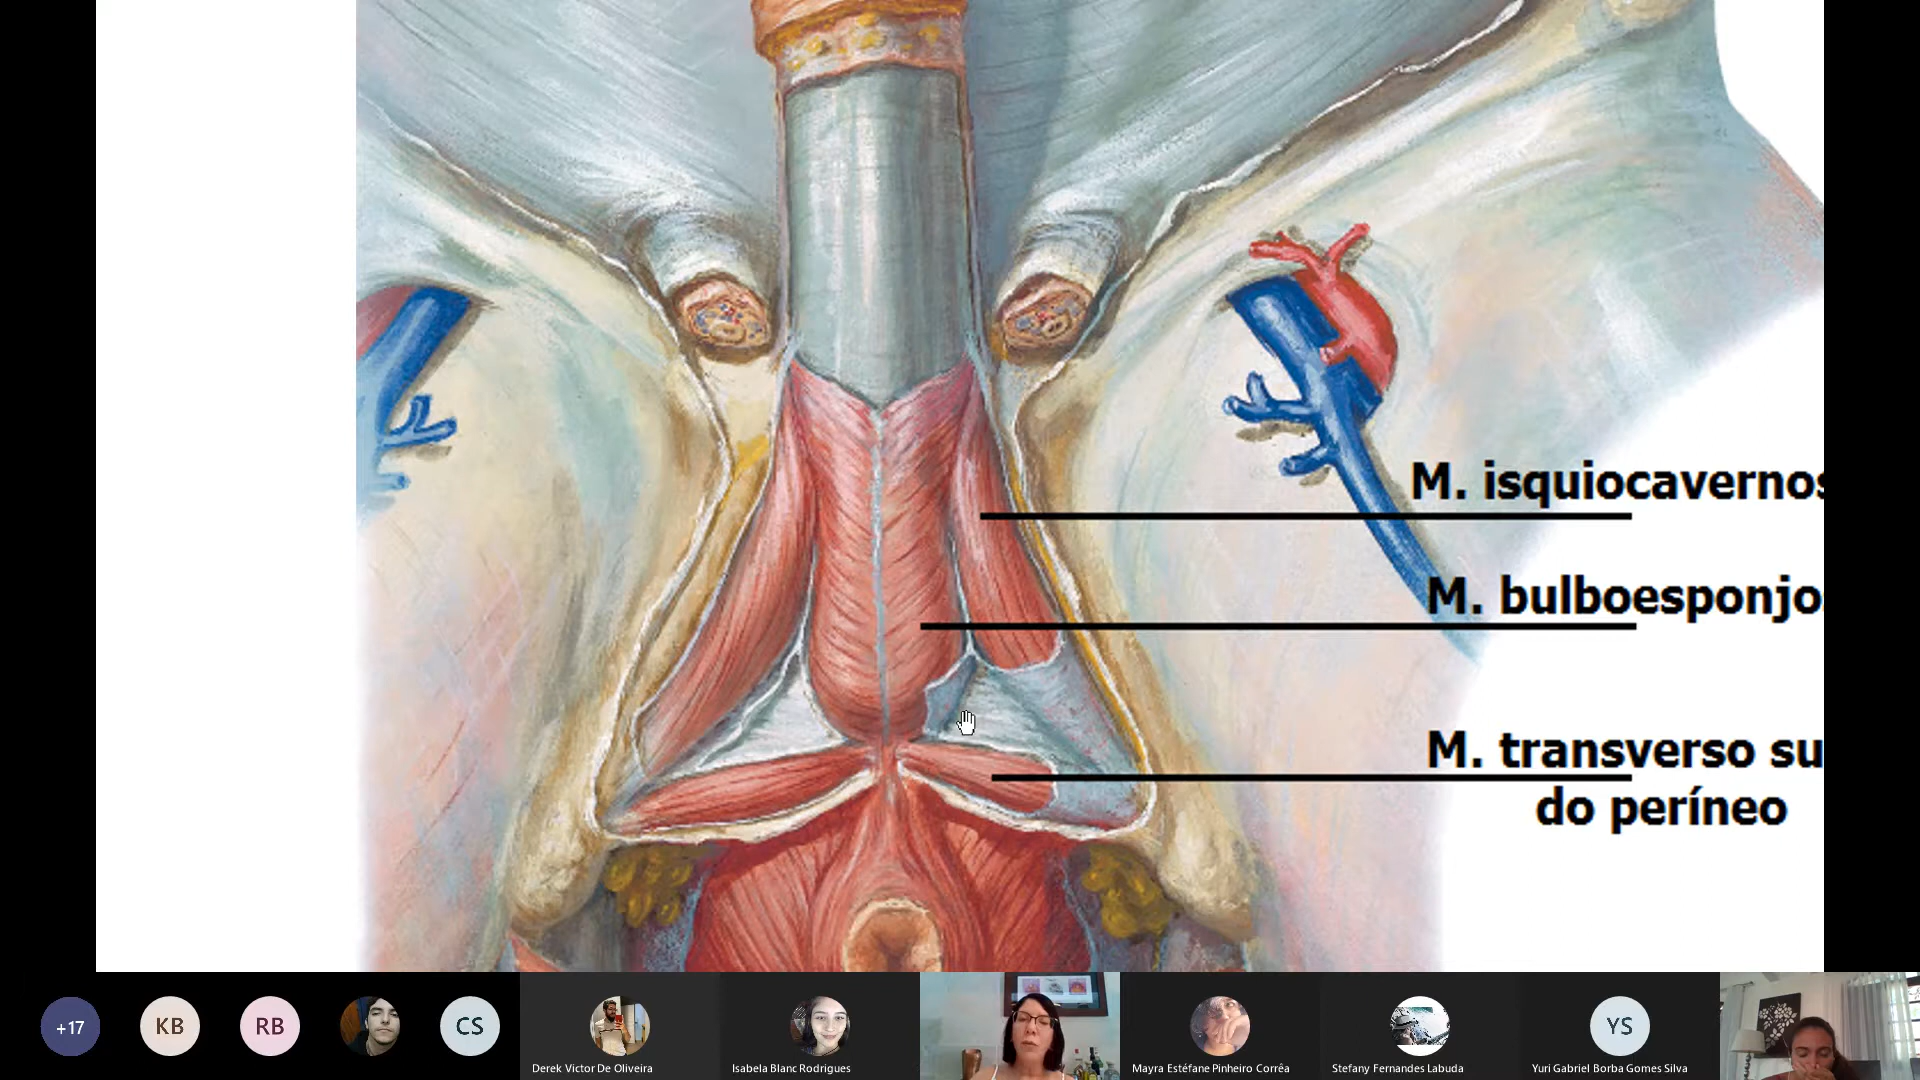 M. isquiocavernos
M. bulboesponjo
M. transverso su
do períneo
+17
KB
RB
CS
YS
Derek Victor De Oliveira
Isabela Blanc Rodrigues
Mayra Estéfane Pinheiro Corrêa
Stefany Fernandes Labuda
Yuri Gabriel Borba Gomes Silva